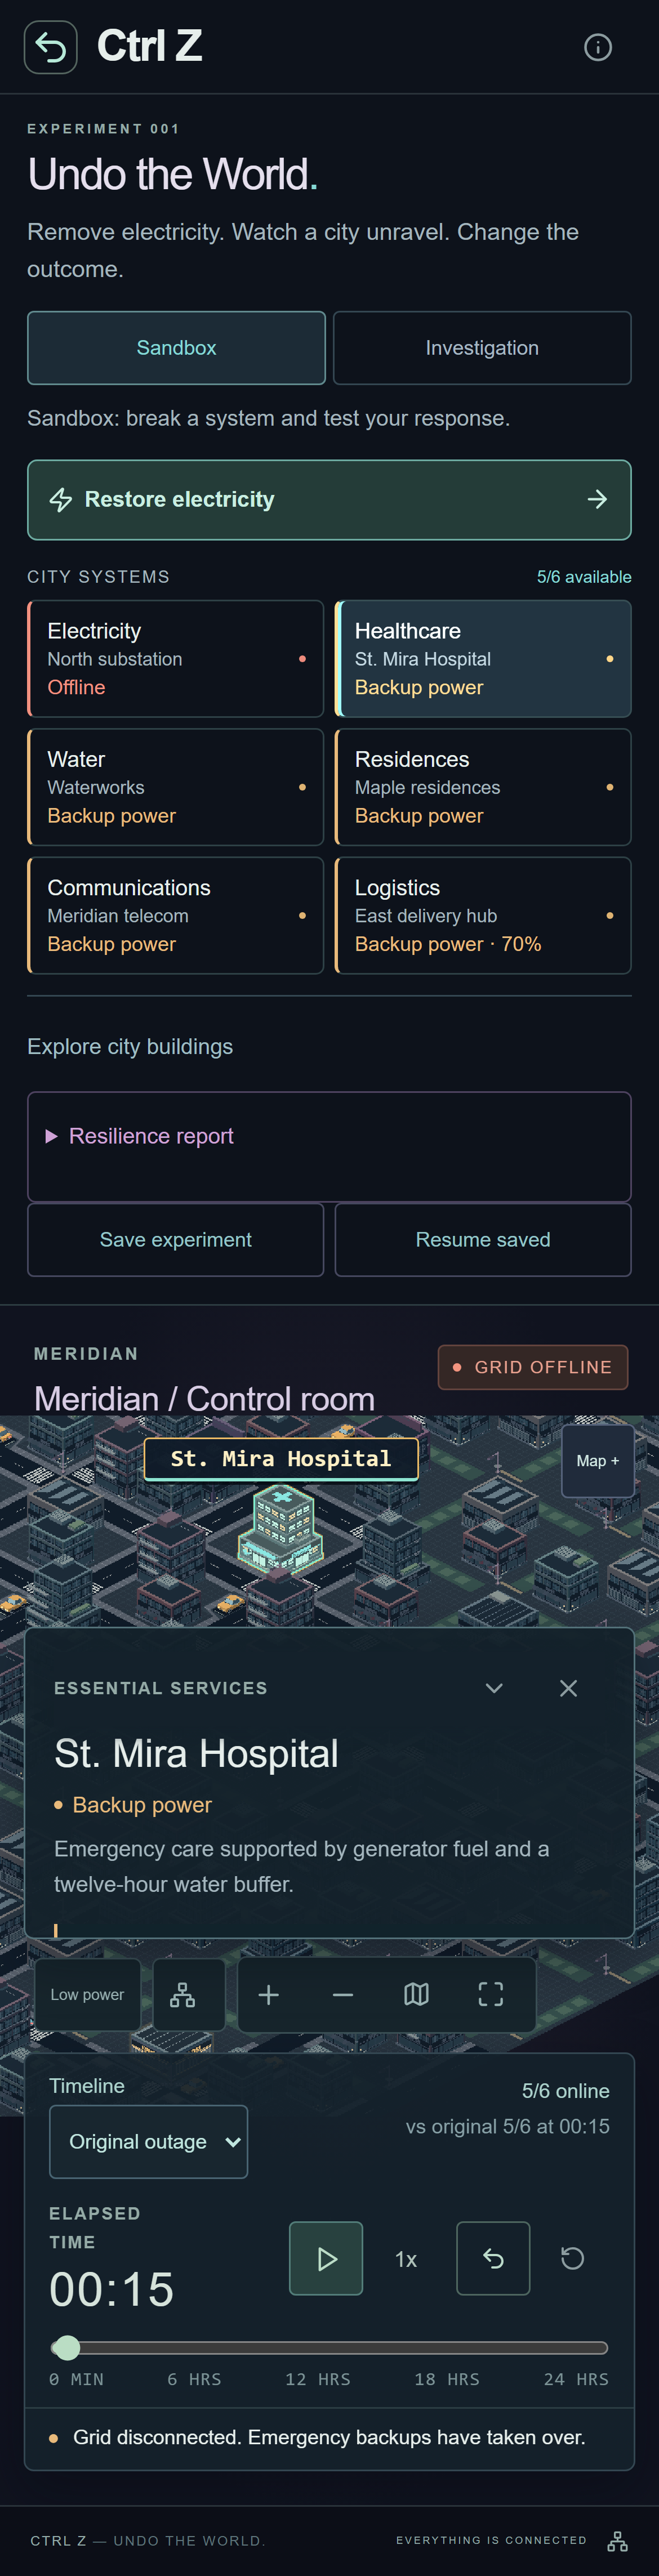 Ctrl Z
EXPERIMENT 001
Undo the World.
Remove electricity. Watch a city unravel. Change the
outcome.
Sandbox
Investigation
Sandbox: break a system and test your response.
Restore electricity
CITY SYSTEMS
5/6 available
Electricity
North substation
Offline
Healthcare
St. Mira Hospital
Backup power
Water
Waterworks
Backup power
Residences
Maple residences
Backup power
Communications
Meridian telecom
Backup power
Logistics
East delivery hub
Backup power · 70%
Explore city buildings
Resilience report
Save experiment
Resume saved
MERIDIAN
Meridian / Control room
GRID OFFLINE
St. Mira Hospital
Map +
ESSENTIAL SERVICES
St. Mira Hospital
Backup power
Emergency care supported by generator fuel and a
twelve-hour water buffer.
Low power
Timeline
Original outage
5/6 online
vs original 5/6 at 00:15
ELAPSED
TIME
00:15
1x
0 MIN
6 HRS
12 HRS
18 HRS
24 HRS
Grid disconnected. Emergency backups have taken over.
CTRL Z — UNDO THE WORLD.
EVERYTHING IS CONNECTED